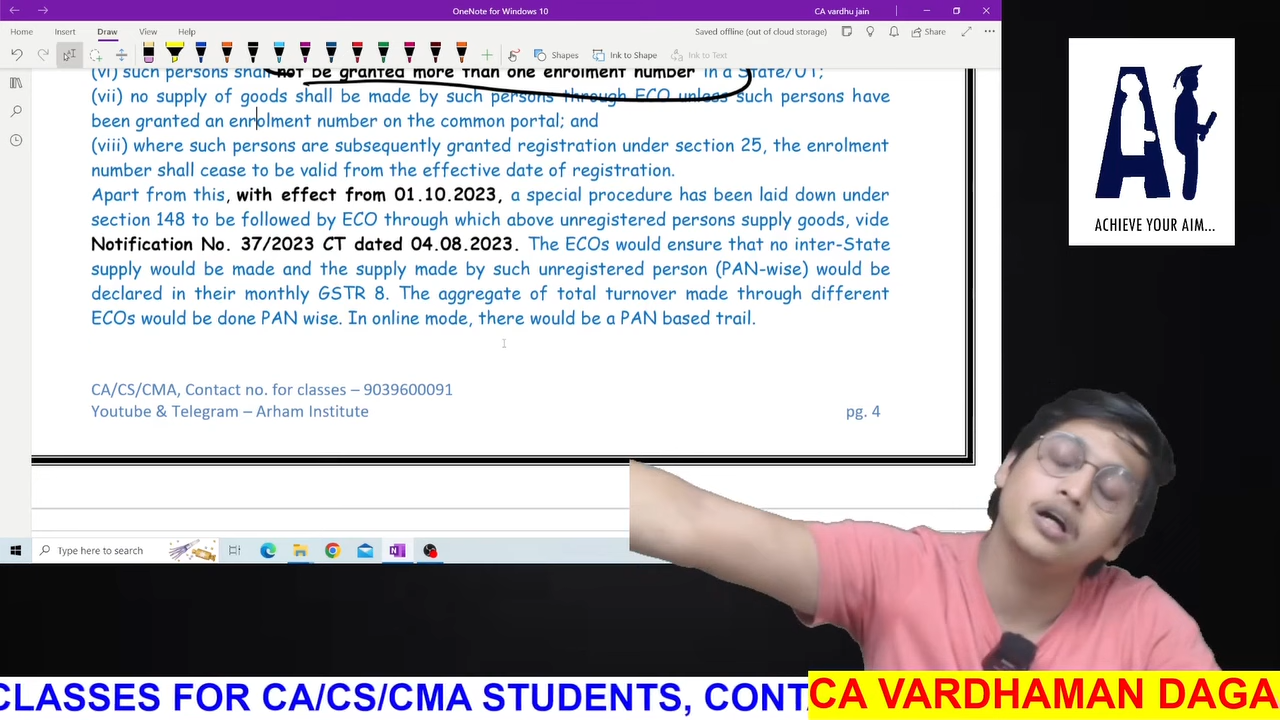 OneNote for Windows 10
CA vardhu jain
Home Insert Draw View Help
Saved offline (out of cloud storage)
Share
Shapes
Ink to Shape
Ink to Text
(vi) such persons shall not be granted more than one enrolment number in a State/UT;
(vii) no supply of goods shall be made by such persons through ECO unless such persons have
been granted an enrolment number on the common portal; and
(viii) where such persons are subsequently granted registration under section 25, the enrolment
number shall cease to be valid from the effective date of registration.
Apart from this, with effect from 01.10.2023, a special procedure has been laid down under
section 148 to be followed by ECO through which above unregistered persons supply goods, vide
Notification No. 37/2023 CT dated 04.08.2023. The ECOs would ensure that no inter-State
supply would be made and the supply made by such unregistered person (PAN-wise) would be
declared in their monthly GSTR 8. The aggregate of total turnover made through different
ECOs would be done PAN wise. In online mode, there would be a PAN based trail.
CA/CS/CMA, Contact no. for classes – 9039600091
Youtube & Telegram – Arham Institute
pg. 4
Type here to search
AI
ACHIEVE YOUR AIM...
CLASSES FOR CA/CS/CMA STUDENTS, CONT
CA VARDHAMAN DAGA